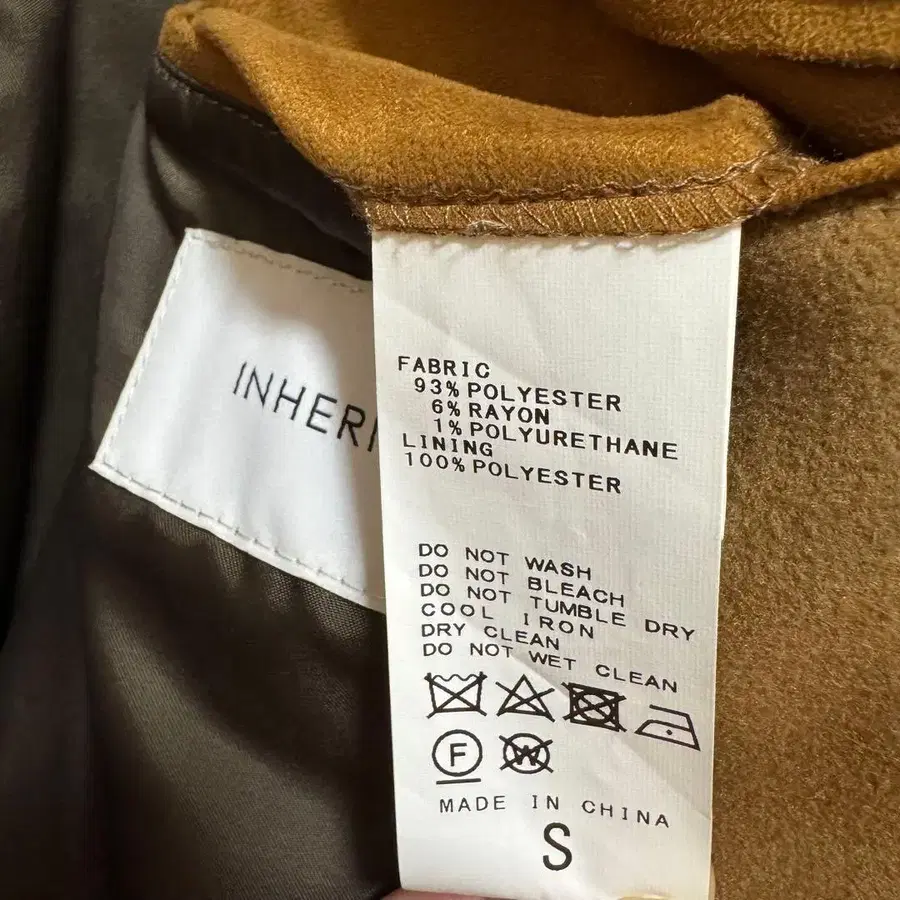 INHERI
FABRIC
93% POLYESTER
6% RAYON
1% POLYURETHANE
LINING
100% POLYESTER
DO NOT WASH
DO NOT BLEACH
DO NOT TUMBLE DRY
COOL IRON
DRY CLEAN
DO NOT WET CLEAN
F W
MADE IN CHINA
S